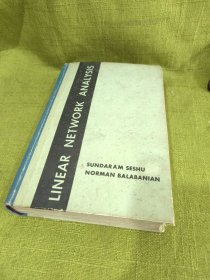 LINEAR NETWORK ANALYSIS
SUNDARAM SESHU
NORMAN BALABANIAN